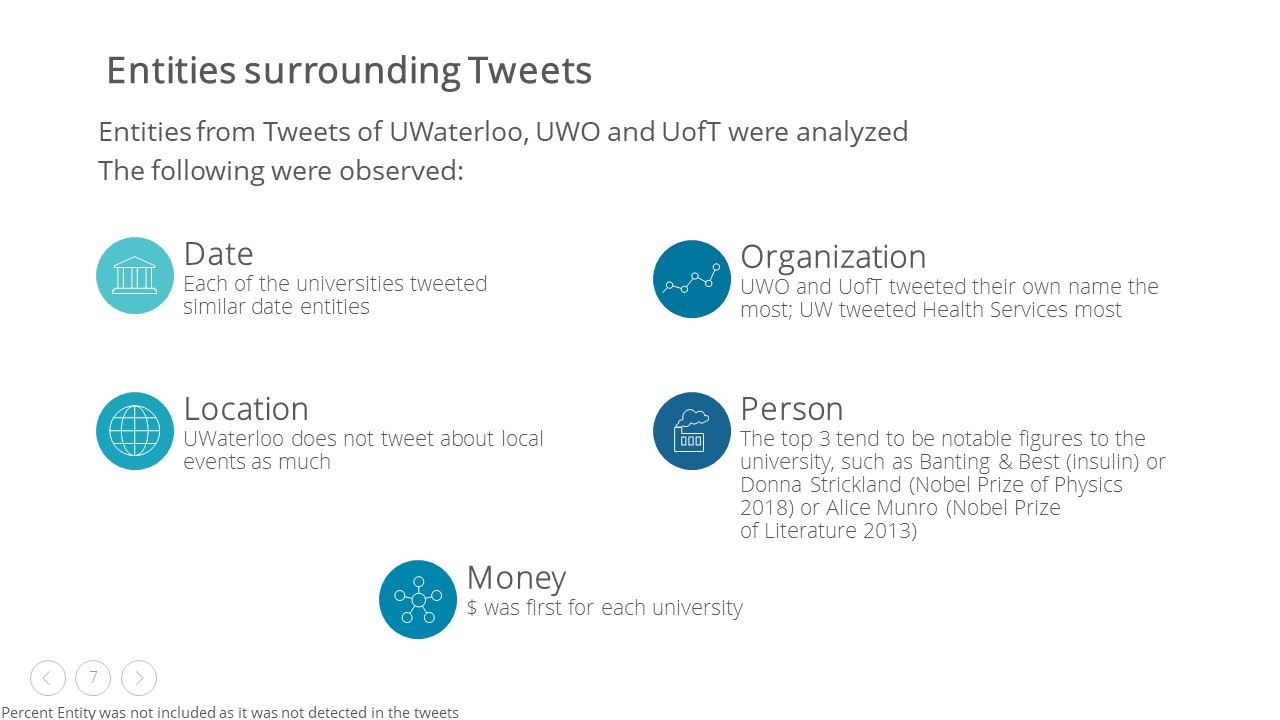 Entities surrounding Tweets
Entities from Tweets of UWaterloo, UWO and UofT were analyzed
The following were observed:
Date
Each of the universities tweeted
similar date entities
Organization
UWO and UofT tweeted their own name the
most; UW tweeted Health Services most
Location
UWaterloo does not tweet about local
events as much
Person
The top 3 tend to be notable figures to the
university, such as Banting & Best (insulin) or
Donna Strickland (Nobel Prize of Physics
2018) or Alice Munro (Nobel Prize
of Literature 2013)
Money
$ was first for each university
7
Percent Entity was not included as it was not detected in the tweets